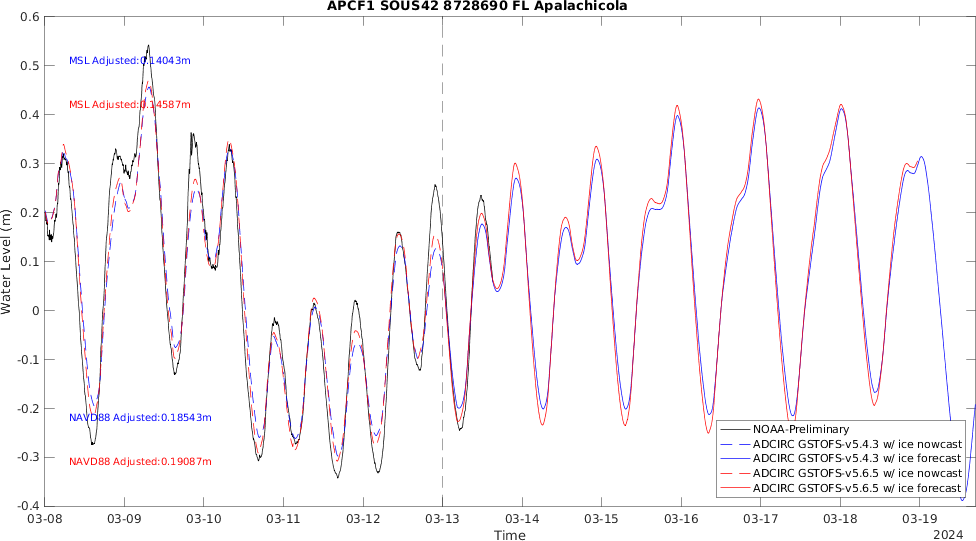 APCF1 SOUS42 8728690 FL Apalachicola
0.6
0.5
0.4
0.3
0.2
0.1
0
-0.1
-0.2
-0.3
-0.4
Water Level (m)
MSL Adjusted:0.14043m
MSL Adjusted:0.14587m
NAVD88 Adjusted:0.18543m
NAVD88 Adjusted:0.19087m
NOAA-Preliminary
ADCIRC GSTOFS-v5.4.3 w/ ice nowcast
ADCIRC GSTOFS-v5.4.3 w/ ice forecast
ADCIRC GSTOFS-v5.6.5 w/ ice nowcast
ADCIRC GSTOFS-v5.6.5 w/ ice forecast
03-08 03-09 03-10 03-11 03-12 03-13 03-14 03-15 03-16 03-17 03-18 03-19
Time
2024